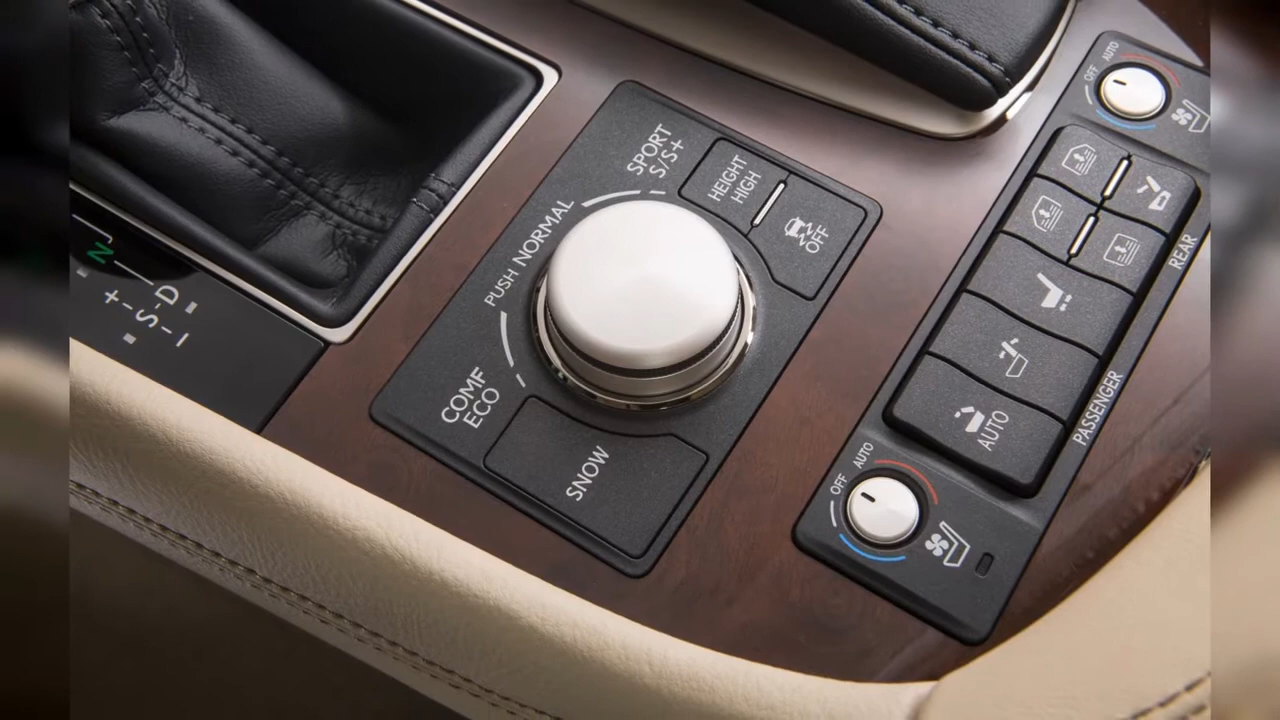 N
+
S - D
–
SPORT
S/S+
PUSH NORMAL
COMF
ECO
HEIGHT
HIGH
OFF
SNOW
OFF
AUTO
REAR
PASSENGER
AUTO
OFF
AUTO